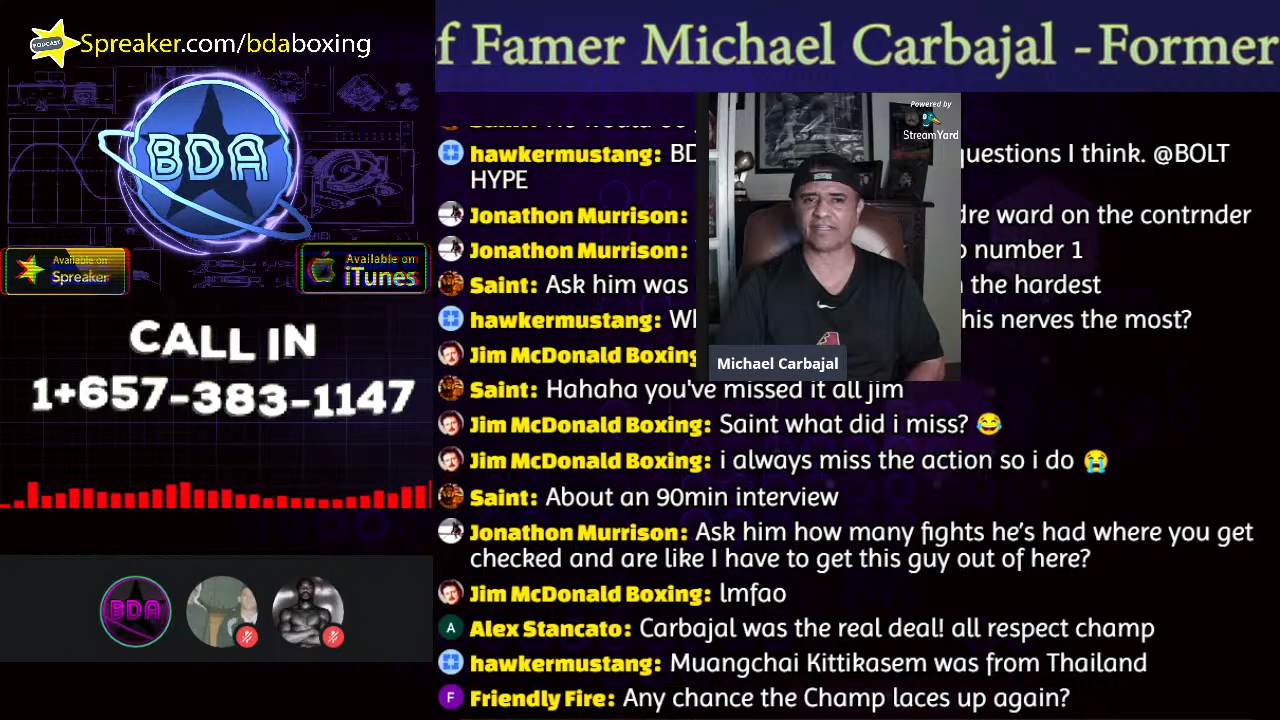 Spreaker.com/bdaboxing
PODCAST
BDA
Available on
Spreaker
Available on
iTunes
CALL IN
1+657-383-1147
BDA
of Famer Michael Carbajal -Former
Powered by
StreamYard
Michael Carbajal
hawkermustang: BD questions I think. @BOLT
HYPE
Jonathon Murrison: dre ward on the contrnder
Jonathon Murrison: number 1
Saint: Ask him was the hardest
hawkermustang: his nerves the most?
Jim McDonald Boxing
Saint: Hahaha you've missed it all jim
Jim McDonald Boxing: Saint what did i miss? 😂
Jim McDonald Boxing: i always miss the action so i do 😭
Saint: About an 90min interview
Jonathon Murrison: Ask him how many fights he's had where you get
checked and are like I have to get this guy out of here?
Jim McDonald Boxing: lmfao
A Alex Stancato: Carbajal was the real deal! all respect champ
hawkermustang: Muangchai Kittikasem was from Thailand
F Friendly Fire: Any chance the Champ laces up again?